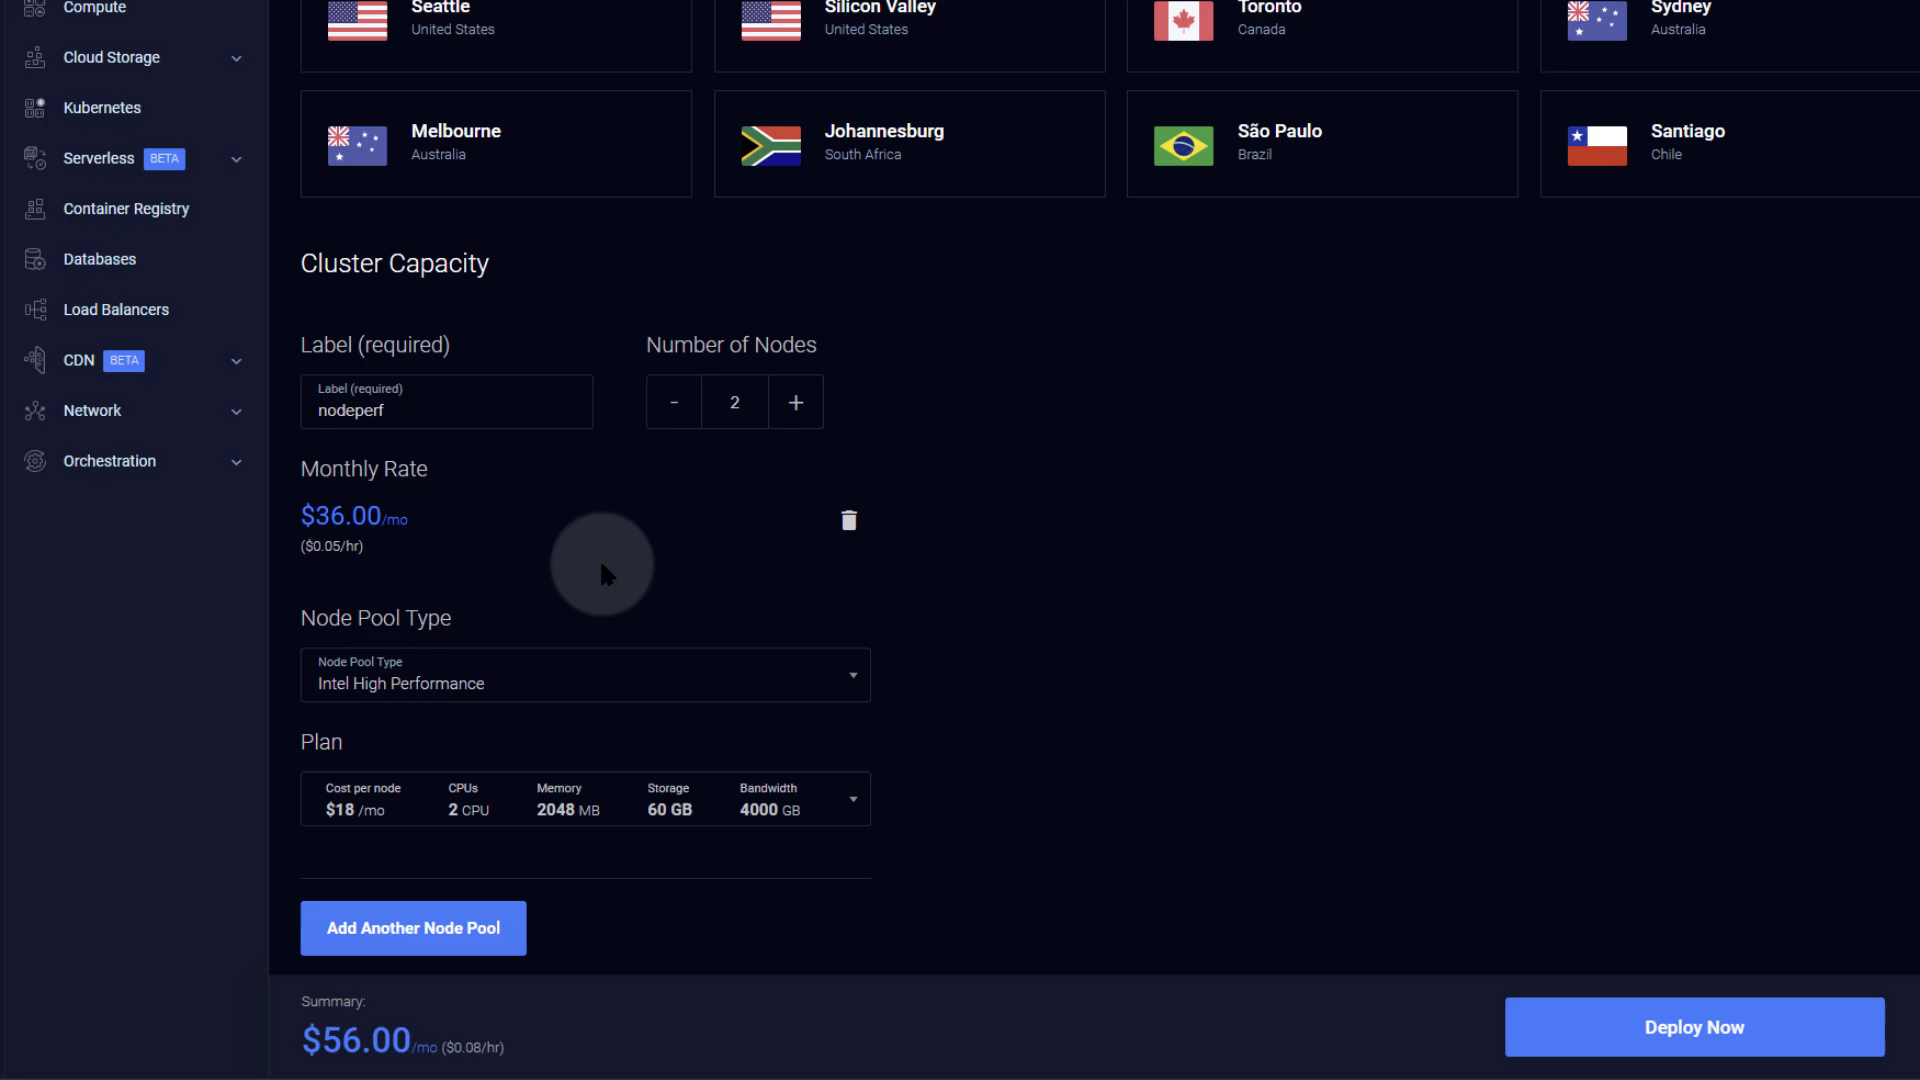 Compute
Cloud Storage
Kubernetes
Serverless BETA
Container Registry
Databases
Load Balancers
CDN BETA
Network
Orchestration
Seattle
United States
Silicon Valley
United States
Toronto
Canada
Sydney
Australia
Melbourne
Australia
Johannesburg
South Africa
São Paulo
Brazil
Santiago
Chile
Cluster Capacity
Label (required)
Label (required)
nodeperf
Number of Nodes
- 2 +
Monthly Rate
$36.00/mo
($0.05/hr)
Node Pool Type
Node Pool Type
Intel High Performance
Plan
Cost per node CPUs Memory Storage Bandwidth
$18 /mo 2 CPU 2048 MB 60 GB 4000 GB
Add Another Node Pool
Summary:
$56.00/mo ($0.08/hr)
Deploy Now